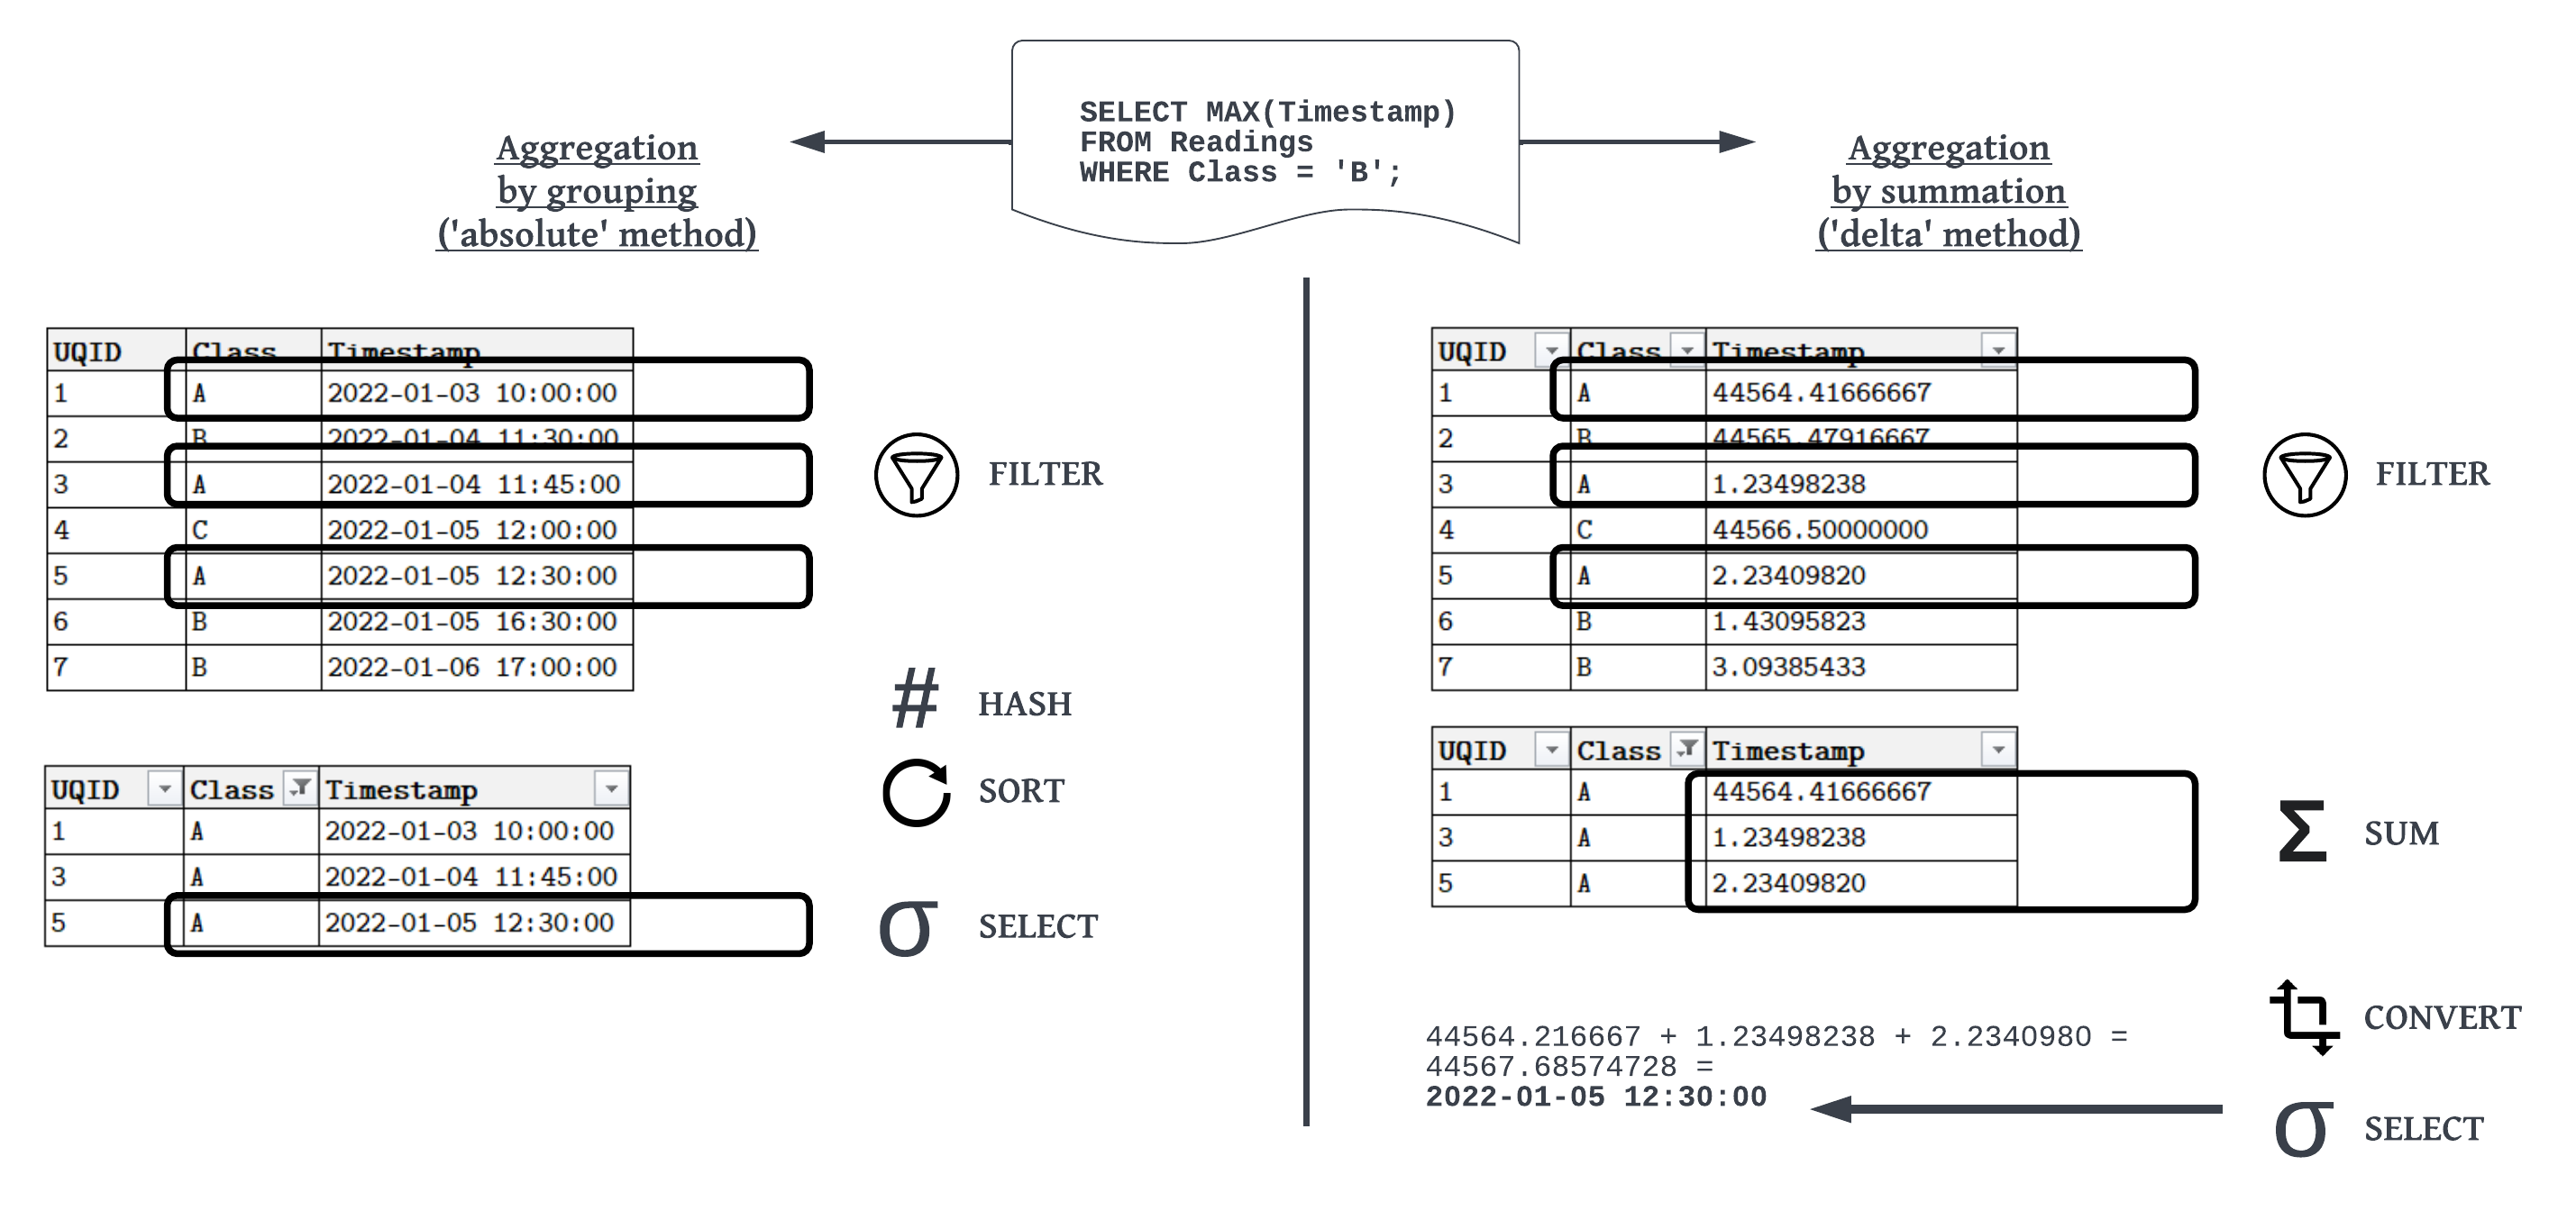 SELECT MAX(Timestamp)
FROM Readings
WHERE Class = 'B';
Aggregation
by grouping
('absolute' method)
Aggregation
by summation
('delta' method)
UQID Class Timestamp
1 A 2022-01-03 10:00:00
2 B 2022-01-04 11:30:00
3 A 2022-01-04 11:45:00
4 C 2022-01-05 12:00:00
5 A 2022-01-05 12:30:00
6 B 2022-01-05 16:30:00
7 B 2022-01-06 17:00:00
FILTER
# HASH
SORT
UQID Class Timestamp
1 A 2022-01-03 10:00:00
3 A 2022-01-04 11:45:00
5 A 2022-01-05 12:30:00
σ SELECT
UQID Class Timestamp
1 A 44564.41666667
2 B 44565.47916667
3 A 1.23498238
4 C 44566.50000000
5 A 2.23409820
6 B 1.43095823
7 B 3.09385433
FILTER
UQID Class Timestamp
1 A 44564.41666667
3 A 1.23498238
5 A 2.23409820
Σ SUM
CONVERT
44564.216667 + 1.23498238 + 2.2340980 =
44567.68574728 =
2022-01-05 12:30:00
σ SELECT